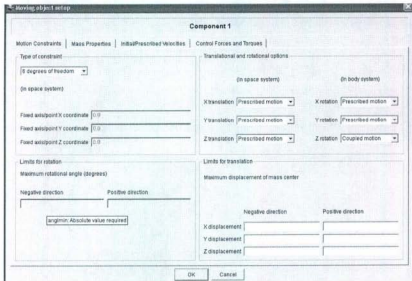 Moving object setup
Component 1
Motion Constraints
Mass Properties
Initial/Prescribed Velocities
Control Forces and Torques
Type of constraint
6 degrees of freedom
(in space system)
Fixed axis/point X coordinate 0.0
Fixed axis/point Y coordinate 0.0
Fixed axis/point Z coordinate 0.0
Translational and rotational options
(in space system)
(in body system)
X translation Prescribed motion
X rotation Prescribed motion
Y translation Prescribed motion
Y rotation Prescribed motion
Z translation Prescribed motion
Z rotation Coupled motion
Limits for rotation
Maximum rotational angle (degrees)
Negative direction
Positive direction
anglmin: Absolute value required
Limits for translation
Maximum displacement of mass center
Negative direction
Positive direction
X displacement
Y displacement
Z displacement
OK
Cancel